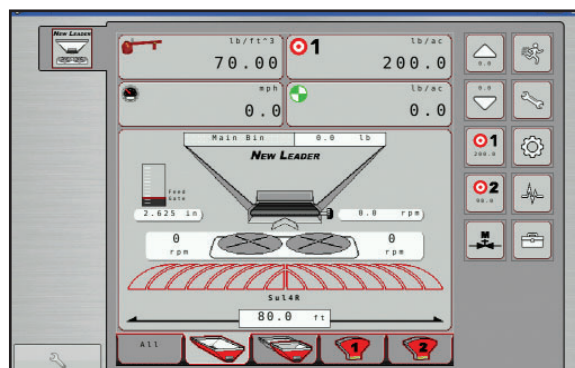 NEW LEADER
lb/ft^3
70.00
1
lb/ac
200.0
mph
0.0
lb/ac
0.0
Main Bin 0.0 lb
NEW LEADER
Feed
Gate
2.625 in
0.0 rpm
0
rpm
0
rpm
Sul4R
80.0 ft
All
1
2
0.0
0.0
1
200.0
2
M